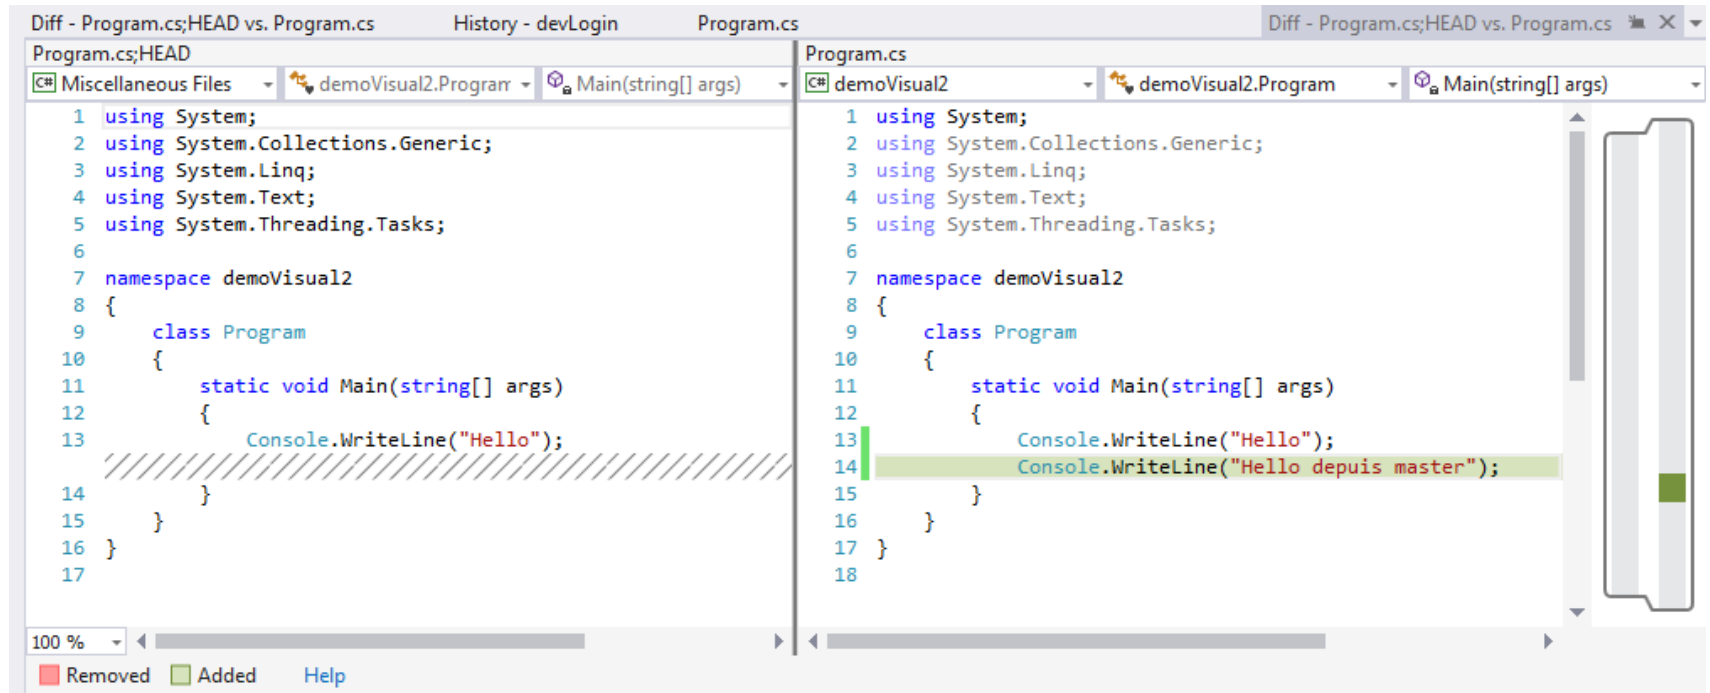 Diff - Program.cs;HEAD vs. Program.cs History - devLogin Program.cs Diff - Program.cs;HEAD vs. Program.cs
Program.cs;HEAD
C# Miscellaneous Files demoVisual2.Program Main(string[] args)
1 using System;
2 using System.Collections.Generic;
3 using System.Linq;
4 using System.Text;
5 using System.Threading.Tasks;
6
7 namespace demoVisual2
8 {
9 class Program
10 {
11 static void Main(string[] args)
12 {
13 Console.WriteLine("Hello");
14 }
15 }
16 }
17
100 %
Program.cs
C# demoVisual2 demoVisual2.Program Main(string[] args)
1 using System;
2 using System.Collections.Generic;
3 using System.Linq;
4 using System.Text;
5 using System.Threading.Tasks;
6
7 namespace demoVisual2
8 {
9 class Program
10 {
11 static void Main(string[] args)
12 {
13 Console.WriteLine("Hello");
14 Console.WriteLine("Hello depuis master");
15 }
16 }
17 }
18
Removed Added Help